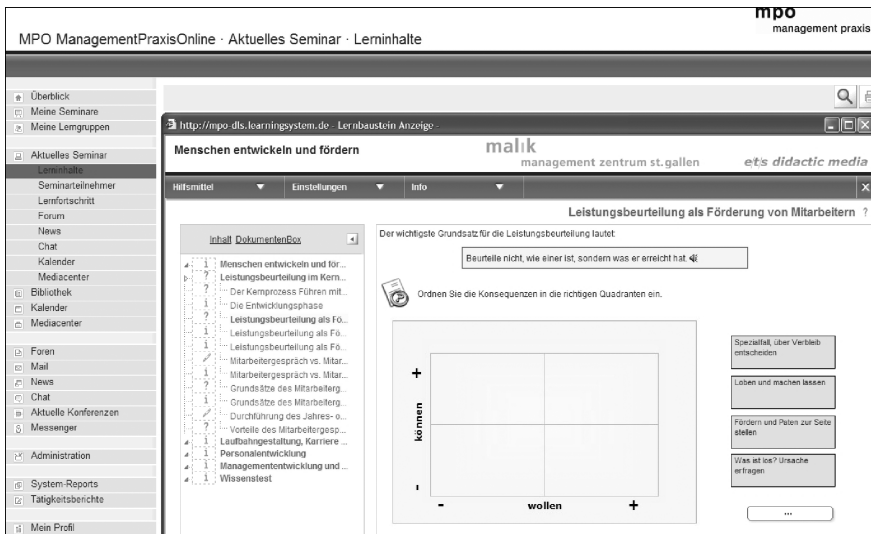 mpo
management praxis
MPO ManagementPraxisOnline · Aktuelles Seminar · Lerninhalte
Überblick
Meine Seminare
Meine Lerngruppen
Aktuelles Seminar
Lerninhalte
Seminarteilnehmer
Lernfortschritt
Forum
News
Chat
Kalender
Mediacenter
Bibliothek
Kalender
Mediacenter
Foren
Mail
News
Chat
Aktuelle Konferenzen
Messenger
Administration
System-Reports
Tätigkeitsberichte
Mein Profil
http://mpo-dls.learningsystem.de - Lernbaustein Anzeige -
Menschen entwickeln und fördern
malik
management zentrum st.gallen
e/t/s didactic media
Hilfsmittel
Einstellungen
Info
X
Leistungsbeurteilung als Förderung von Mitarbeitern ?
Inhalt DokumentenBox
Menschen entwickeln und för...
Leistungsbeurteilung im Kern...
Der Kernprozess Führen mit...
Die Entwicklungsphase
Leistungsbeurteilung als Fö...
Leistungsbeurteilung als Fö...
Leistungsbeurteilung als Fö...
Mitarbeitergespräch vs. Mitar...
Mitarbeitergespräch vs. Mitar...
Grundsätze des Mitarbeiterg...
Grundsätze des Mitarbeiterg...
Durchführung des Jahres- o...
Vorteile des Mitarbeitergesp...
Laufbahngestaltung, Karriere ...
Personalentwicklung
Managemententwicklung und ...
Wissenstest
Der wichtigste Grundsatz für die Leistungsbeurteilung lautet:
Beurteile nicht, wie einer ist, sondern was er erreicht hat.
Ordnen Sie die Konsequenzen in die richtigen Quadranten ein.
+
können
-
- wollen +
Spezialfall, über Verbleib
entscheiden
Loben und machen lassen
Fördern und Paten zur Seite
stellen
Was ist los? Ursache
erfragen
...